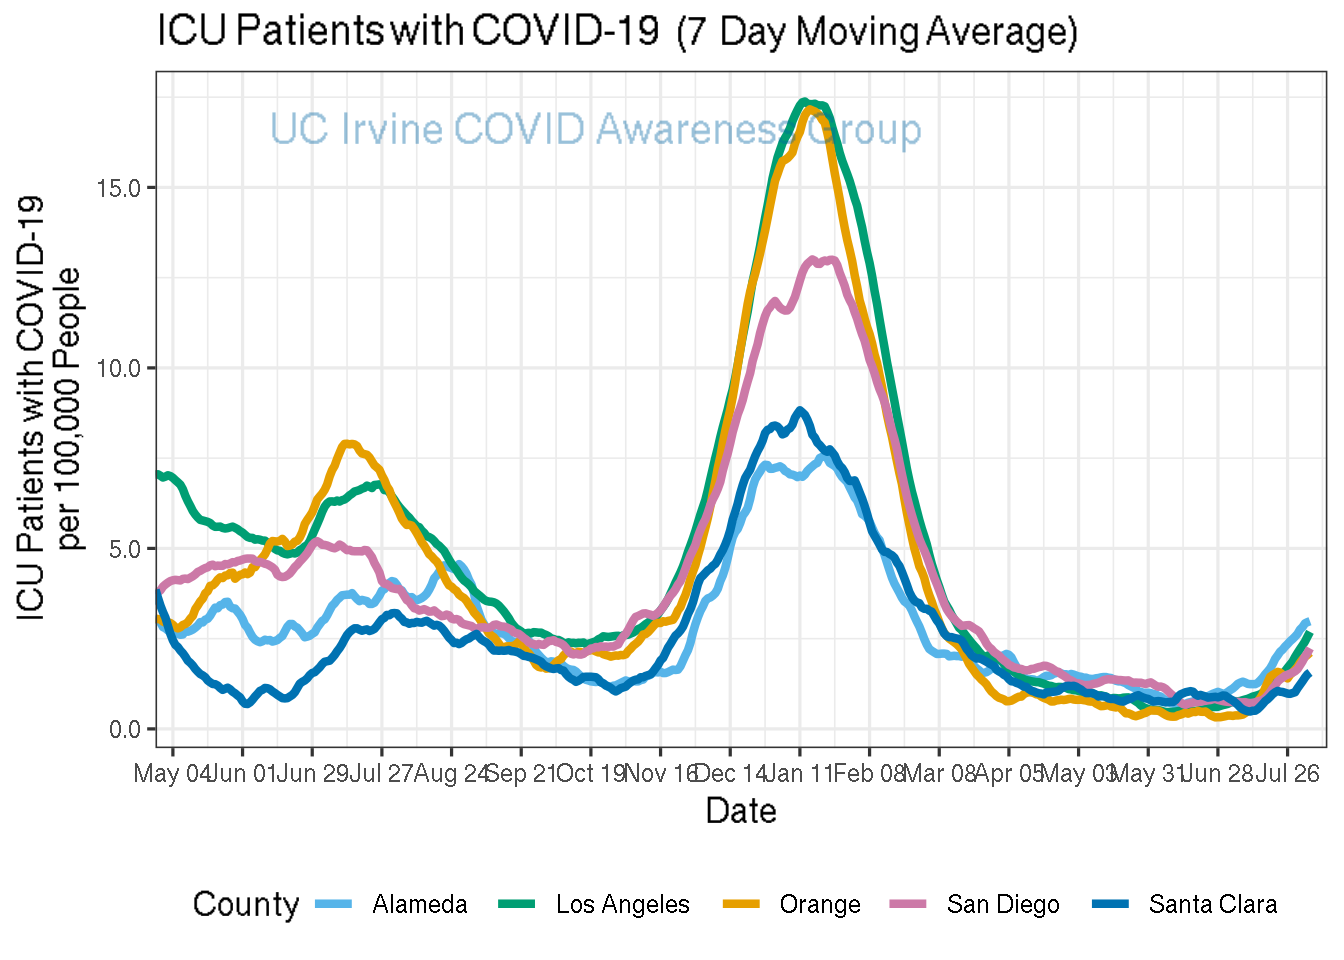 ICU Patients with COVID-19 (7 Day Moving Average)
UC Irvine COVID Awareness Group
ICU Patients with COVID-19
per 100,000 People
15.0
10.0
5.0
0.0
May 04 Jun 01 Jun 29 Jul 27 Aug 24 Sep 21 Oct 19 Nov 16 Dec 14 Jan 11 Feb 08 Mar 08 Apr 05 May 03 May 31 Jun 28 Jul 26
Date
County Alameda Los Angeles Orange San Diego Santa Clara